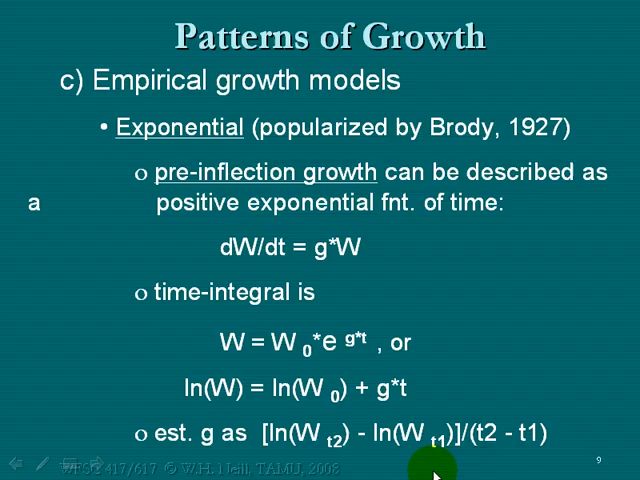 Patterns of Growth
c) Empirical growth models
• Exponential (popularized by Brody, 1927)
o pre-inflection growth can be described as
a positive exponential fnt. of time:
dW/dt = g*W
o time-integral is
W = W 0*e g*t , or
ln(W) = ln(W 0) + g*t
o est. g as [ln(W t2) - ln(W t1)]/(t2 - t1)
WFSC 417/617 © W.H. Neill, TAMU, 2008
9